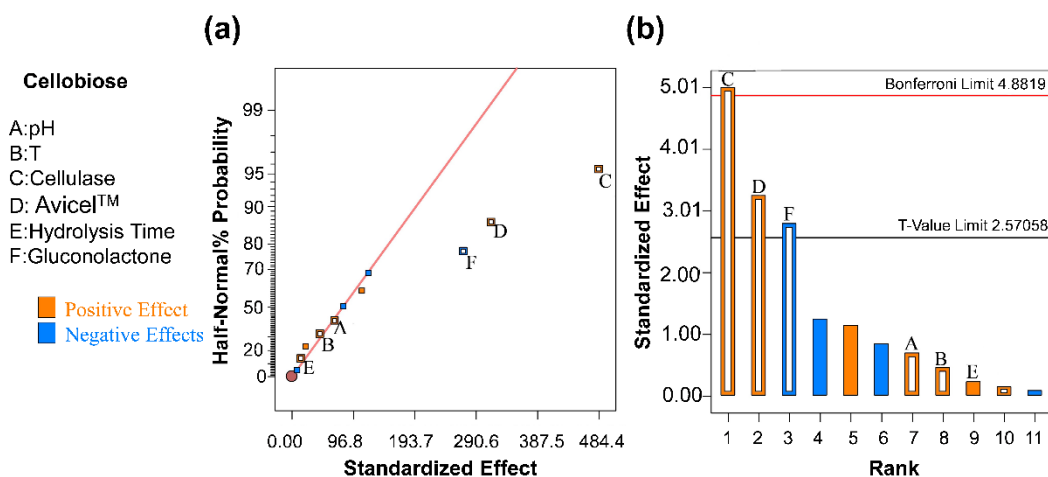 (a)
(b)
Cellobiose
A:pH
B:T
C:Cellulase
D: Avicel™
E:Hydrolysis Time
F:Gluconolactone
Positive Effect
Negative Effects
Half-Normal% Probability
99
95
90
80
70
50
20
0
C
D
F
A
B
E
0.00 96.8 193.7 290.6 387.5 484.4
Standardized Effect
Standardized Effect
5.01
4.01
3.01
2.00
1.00
0.00
Bonferroni Limit 4.8819
T-Value Limit 2.57058
C
D
F
A
B
E
1 2 3 4 5 6 7 8 9 10 11
Rank